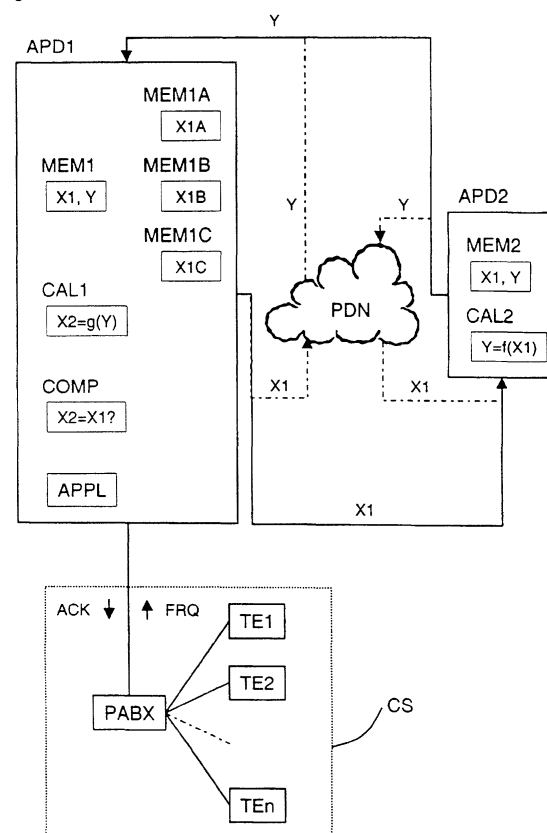 Y
APD1
MEM1A
X1A
MEM1
MEM1B
X1, Y
X1B
MEM1C
X1C
CAL1
X2=g(Y)
COMP
X2=X1?
APPL
Y
Y
PDN
APD2
MEM2
X1, Y
CAL2
Y=f(X1)
X1
X1
X1
ACK
FRQ
TE1
TE2
PABX
TEn
CS